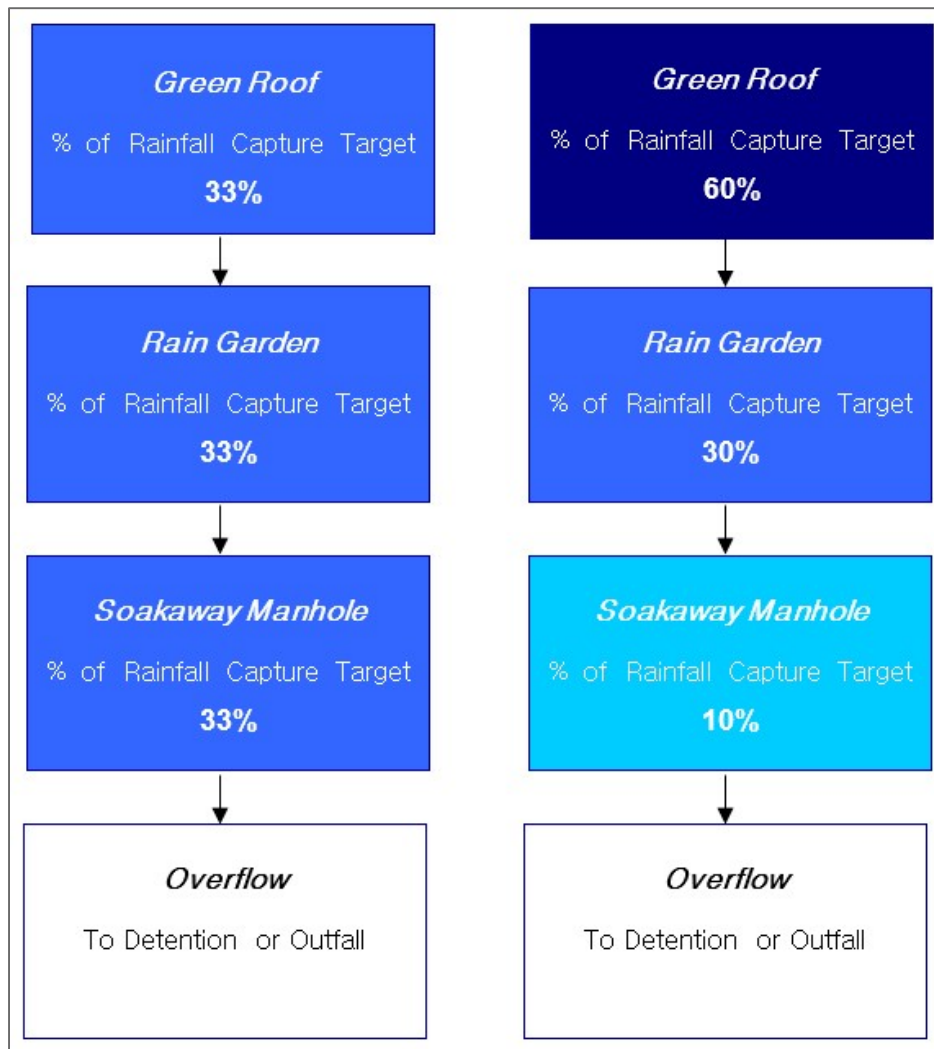 Green Roof
% of Rainfall Capture Target
33%
Rain Garden
% of Rainfall Capture Target
33%
Soakaway Manhole
% of Rainfall Capture Target
33%
Overflow
To Detention or Outfall
Green Roof
% of Rainfall Capture Target
60%
Rain Garden
% of Rainfall Capture Target
30%
Soakaway Manhole
% of Rainfall Capture Target
10%
Overflow
To Detention or Outfall